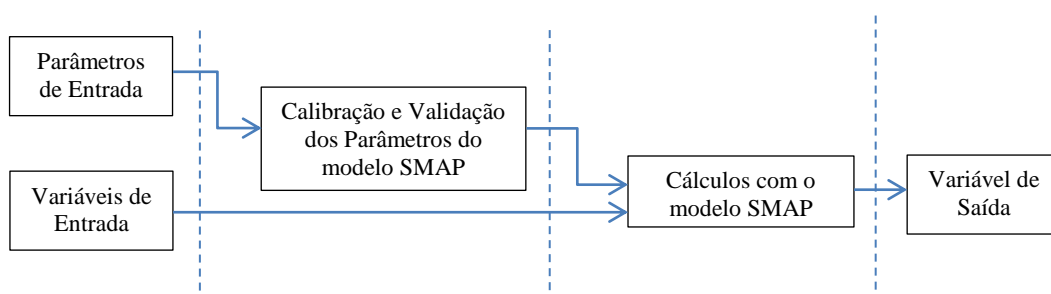 Parâmetros
de Entrada
Calibração e Validação
dos Parâmetros do
modelo SMAP
Variáveis de
Entrada
Cálculos com o
modelo SMAP
Variável de
Saída